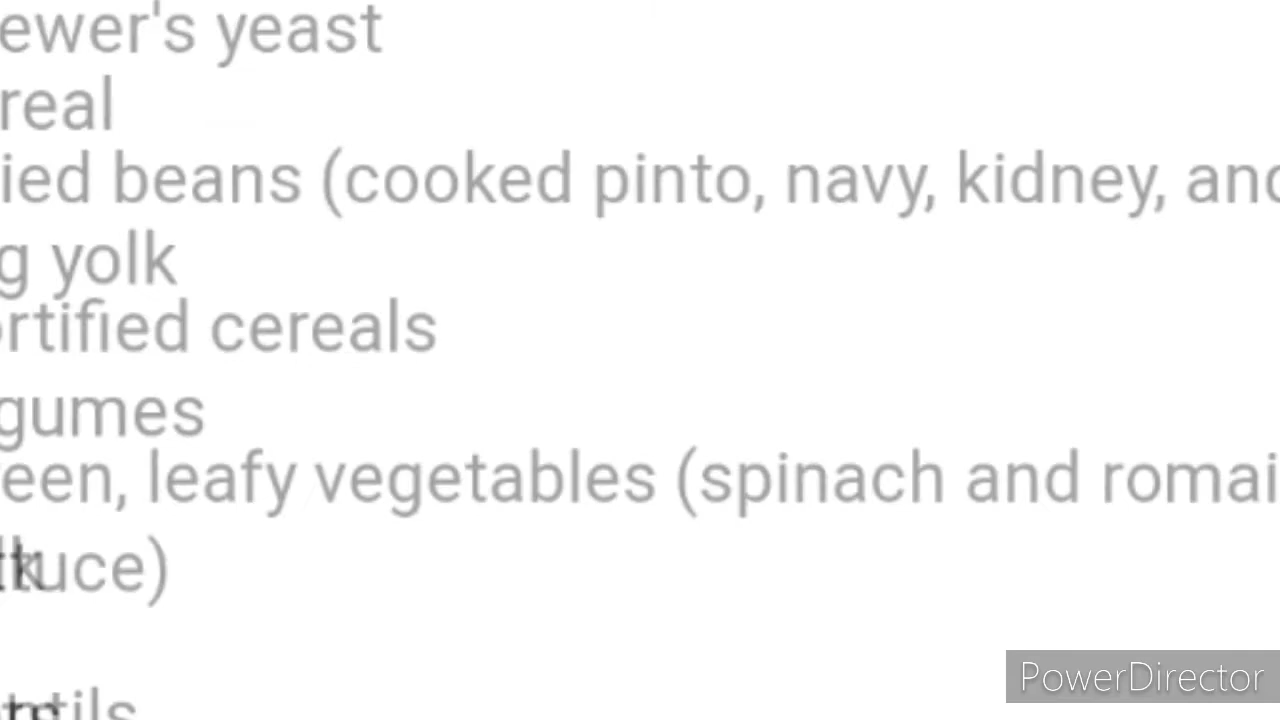 ewer's yeast
real
ied beans (cooked pinto, navy, kidney, and
g yolk
ortified cereals
gumes
een, leafy vegetables (spinach and romai
uce)
PowerDirector